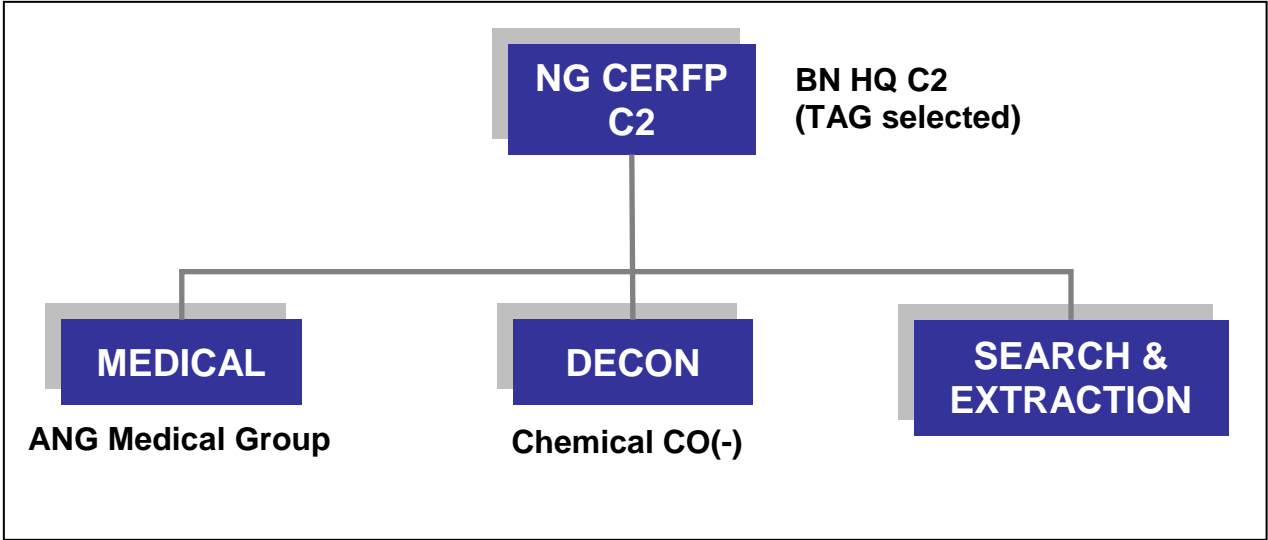 NG CERFP
C2
BN HQ C2
(TAG selected)
MEDICAL
DECON
SEARCH &
EXTRACTION
ANG Medical Group
Chemical CO(-)